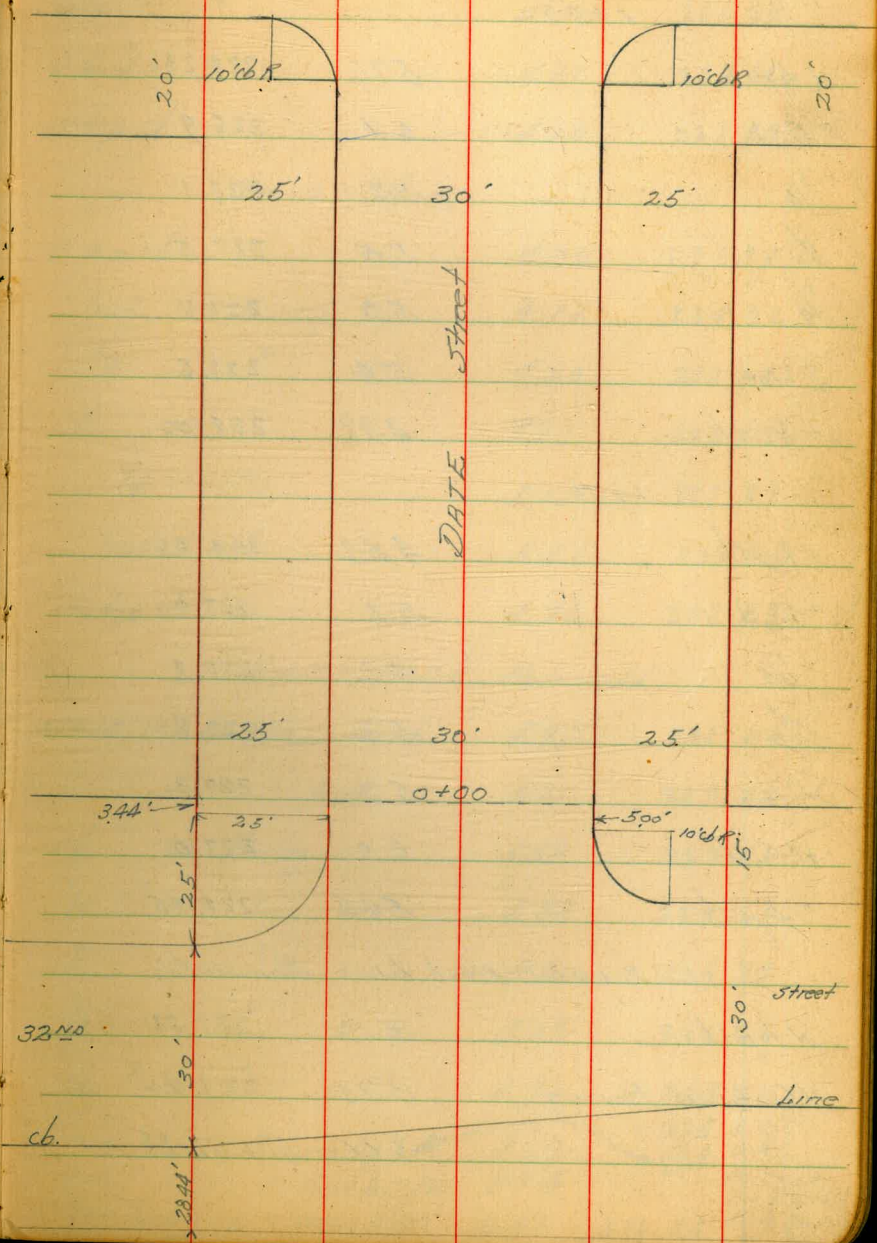 20' 10'cb R 10'cb R 20'
25' 30' 25'
DATE Street
25' 30' 25'
0+00
3.44' 25' 5.00' 10'cb R.
25' 15'
32ND 30' 30' Street
Line
cb.
28.44'